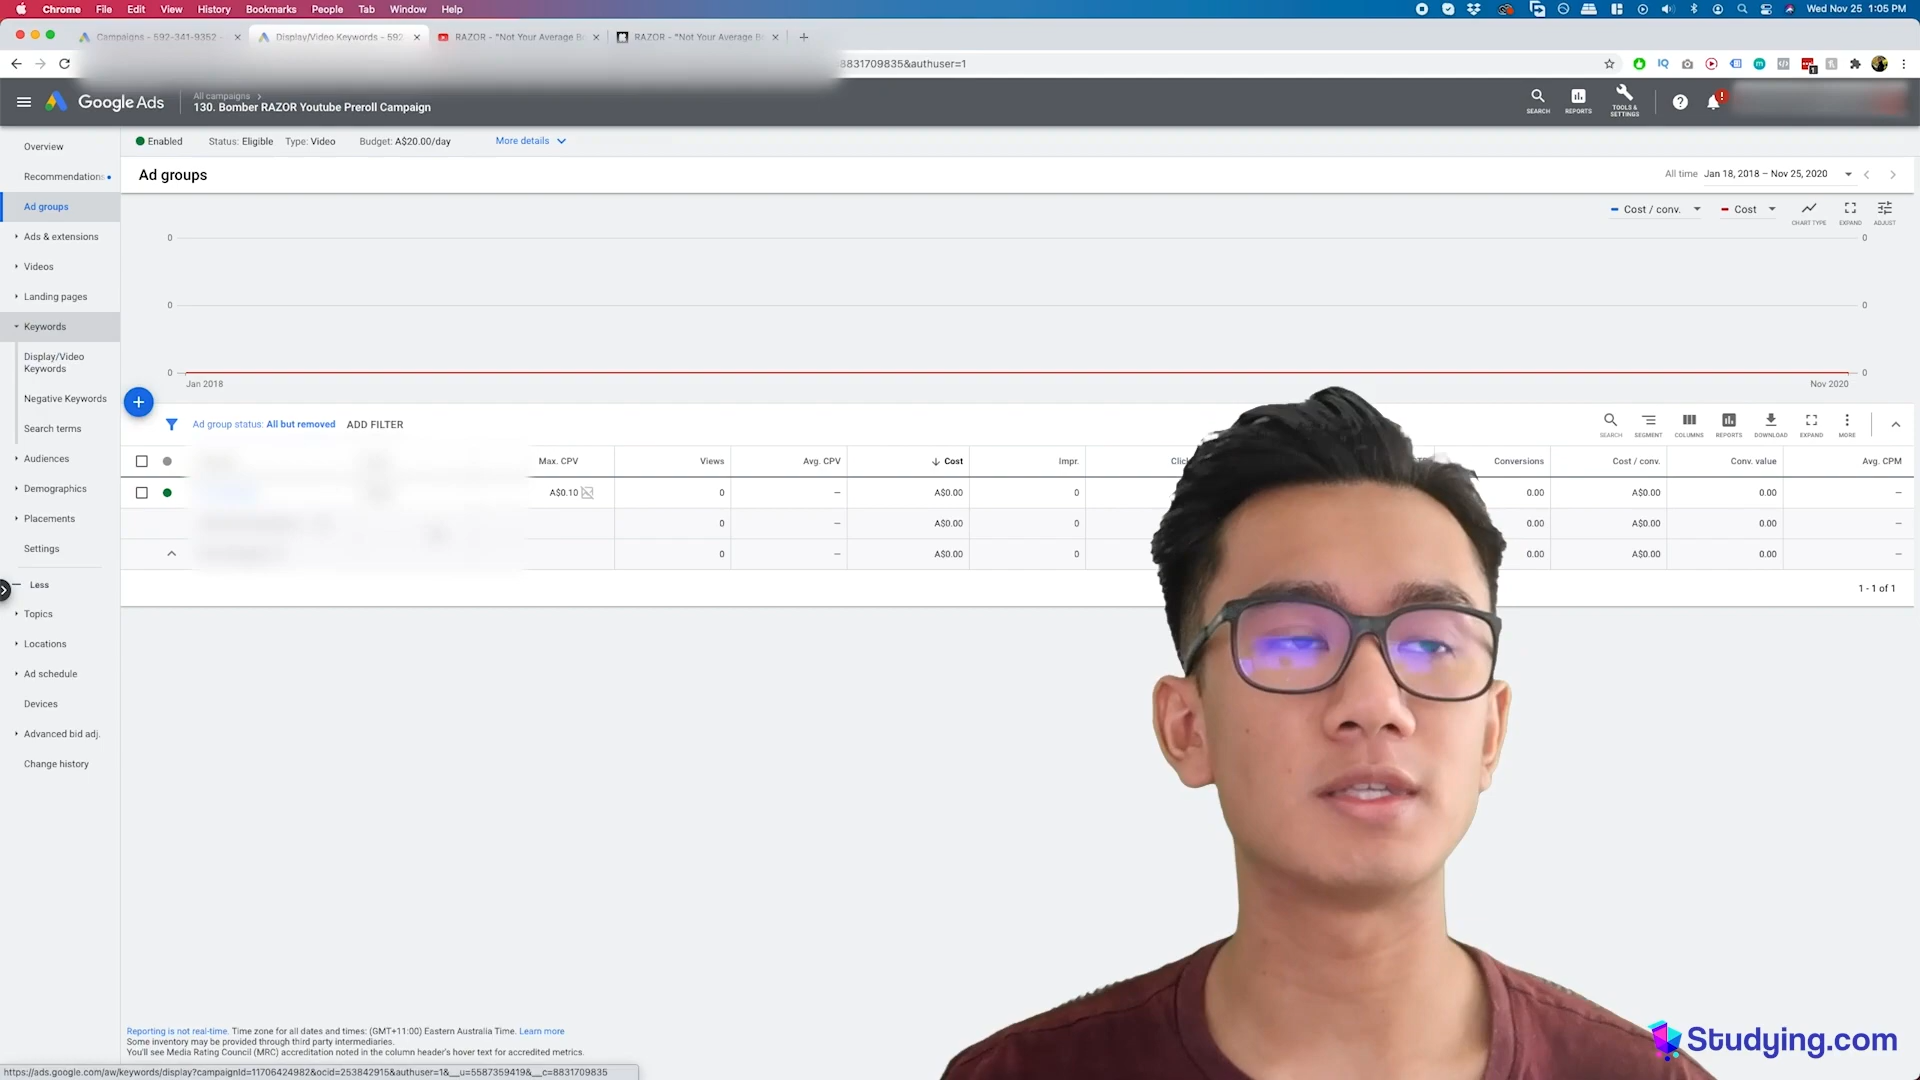 Chrome File Edit View History Bookmarks People Tab Window Help Wed Nov 25 1:05 PM
Campaigns - 592-341-9352 - Display/Video Keywords - 592 RAZOR - "Not Your Average B RAZOR - "Not Your Average B
8831709835&authuser=1
Google Ads
All campaigns
130. Bomber RAZOR Youtube Preroll Campaign
SEARCH REPORTS TOOLS & SETTINGS
Overview
Recommendations
Ad groups
Ads & extensions
Videos
Landing pages
Keywords
Display/Video
Keywords
Negative Keywords
Search terms
Audiences
Demographics
Placements
Settings
Less
Topics
Locations
Ad schedule
Devices
Advanced bid adj.
Change history
Enabled Status: Eligible Type: Video Budget: A$20.00/day More details
Ad groups
All time Jan 18, 2018 – Nov 25, 2020
Cost / conv. Cost CHART TYPE EXPAND ADJUST
0 0
0 0
0 0
Jan 2018 Nov 2020
Ad group status: All but removed ADD FILTER
SEARCH SEGMENT COLUMNS REPORTS DOWNLOAD EXPAND MORE
Max. CPV Views Avg. CPV Cost Impr. Conversions Cost / conv. Conv. value Avg. CPM
A$0.10 0 – A$0.00 0 0.00 A$0.00 0.00 –
0 – A$0.00 0 0.00 A$0.00 0.00 –
0 – A$0.00 0 0.00 A$0.00 0.00 –
1 - 1 of 1
Reporting is not real-time. Time zone for all dates and times: (GMT+11:00) Eastern Australia Time. Learn more
Some inventory may be provided through third party intermediaries.
You'll see Media Rating Council (MRC) accreditation noted in the column header's hover text for accredited metrics.
https://ads.google.com/aw/keywords/display?campaignId=11706424982&ocid=253842915&authuser=1&__u=5587359419&__c=8831709835
Studying.com